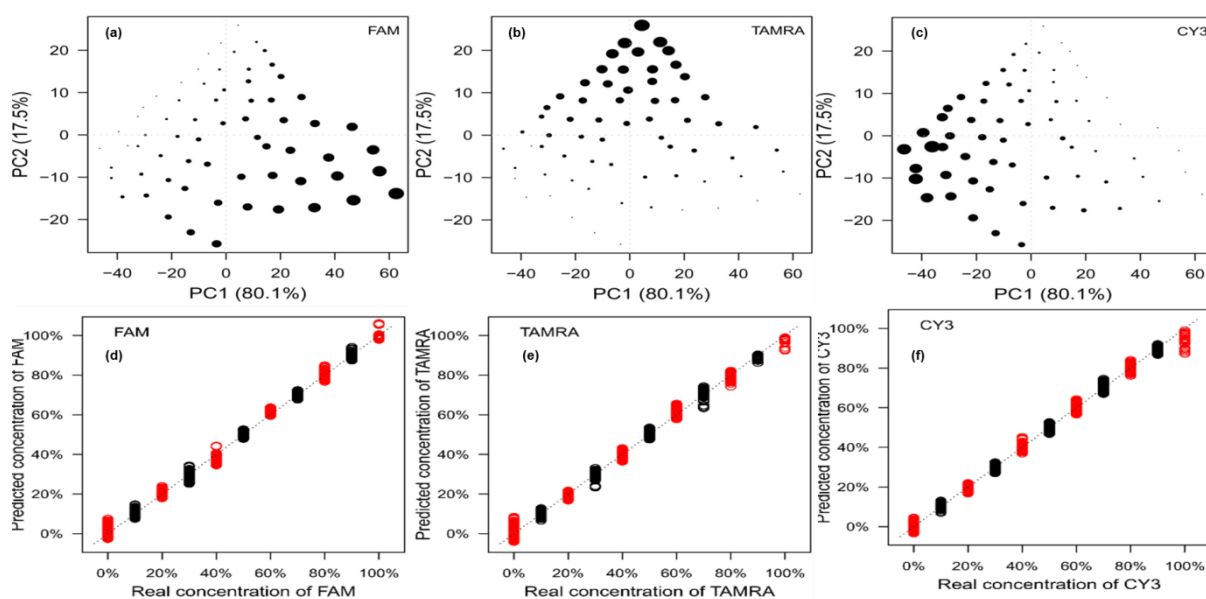 (a) FAM
20
10
0
−10
−20
PC2 (17.5%)
−40 −20 0 20 40 60
PC1 (80.1%)
(b) TAMRA
20
10
0
−10
−20
PC2 (17.5%)
−40 −20 0 20 40 60
PC1 (80.1%)
(c) CY3
20
10
0
−10
−20
PC2 (17.5%)
−40 −20 0 20 40 60
PC1 (80.1%)
FAM
(d)
100%
80%
60%
40%
20%
0%
Predicted concentration of FAM
0% 20% 40% 60% 80% 100%
Real concentration of FAM
TAMRA
(e)
100%
80%
60%
40%
20%
0%
Predicted concentration of TAMRA
0% 20% 40% 60% 80% 100%
Real concentration of TAMRA
CY3
(f)
100%
80%
60%
40%
20%
0%
Predicted concentration of CY3
0% 20% 40% 60% 80% 100%
Real concentration of CY3